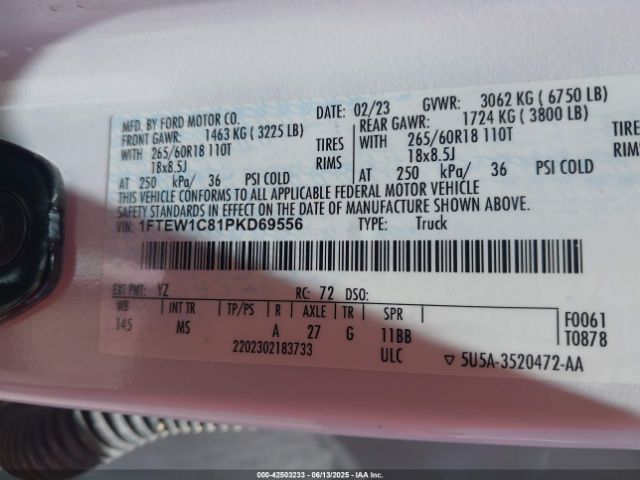 MFD. BY FORD MOTOR CO. DATE: 02/23 GVWR: 3062 KG ( 6750 LB)
FRONT GAWR: 1463 KG ( 3225 LB) REAR GAWR: 1724 KG ( 3800 LB)
WITH 265/60R18 110T TIRES WITH 265/60R18 110T TIRES
18x8.5J RIMS 18x8.5J RIMS
AT 250 kPa/ 36 PSI COLD AT 250 kPa/ 36 PSI COLD
THIS VEHICLE CONFORMS TO ALL APPLICABLE FEDERAL MOTOR VEHICLE
SAFETY STANDARDS IN EFFECT ON THE DATE OF MANUFACTURE SHOWN ABOVE.
VIN: 1FTEW1C81PKD69556 TYPE: Truck
EXT PNT: YZ RC: 72 DSO:
WB INT TR TP/PS R AXLE TR SPR F0061
145 MS A 27 G 11BB T0878
2202302183733 ULC ▽ 5U5A-3520472-AA
000-42503233 - 06/13/2025 - IAA Inc.